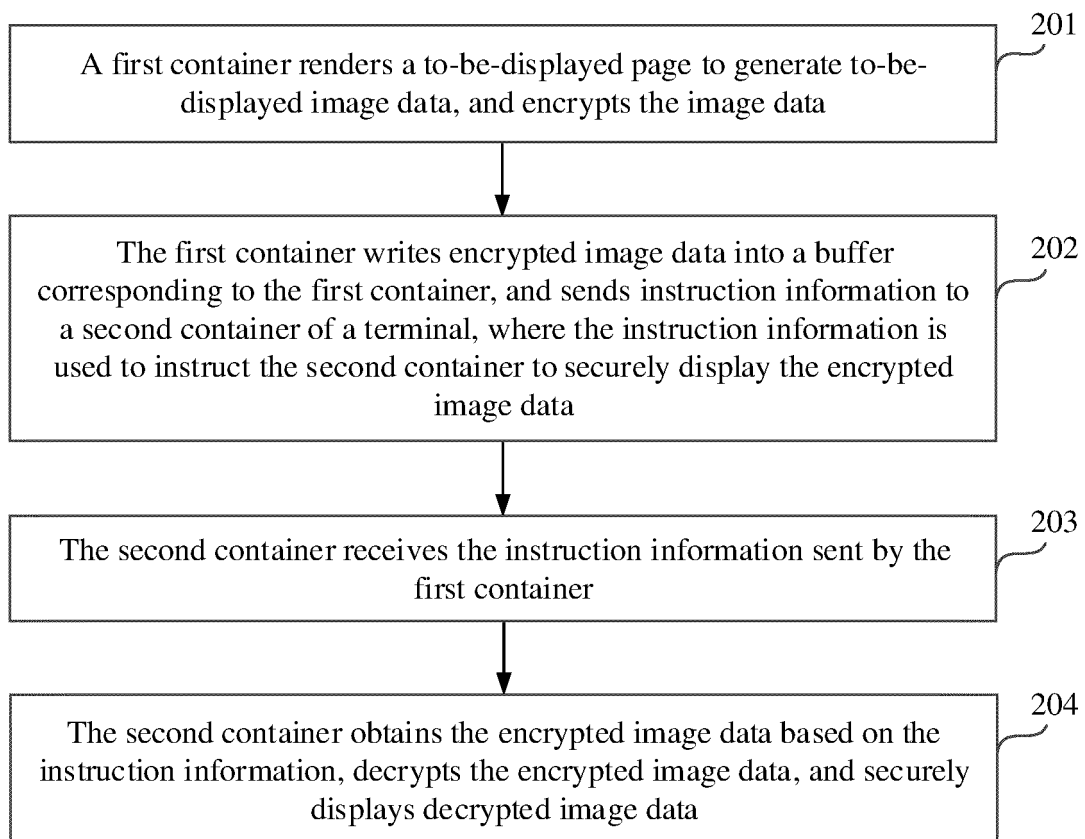 201
A first container renders a to-be-displayed page to generate to-be-
displayed image data, and encrypts the image data
202
The first container writes encrypted image data into a buffer
corresponding to the first container, and sends instruction information to
a second container of a terminal, where the instruction information is
used to instruct the second container to securely display the encrypted
image data
203
The second container receives the instruction information sent by the
first container
204
The second container obtains the encrypted image data based on the
instruction information, decrypts the encrypted image data, and securely
displays decrypted image data